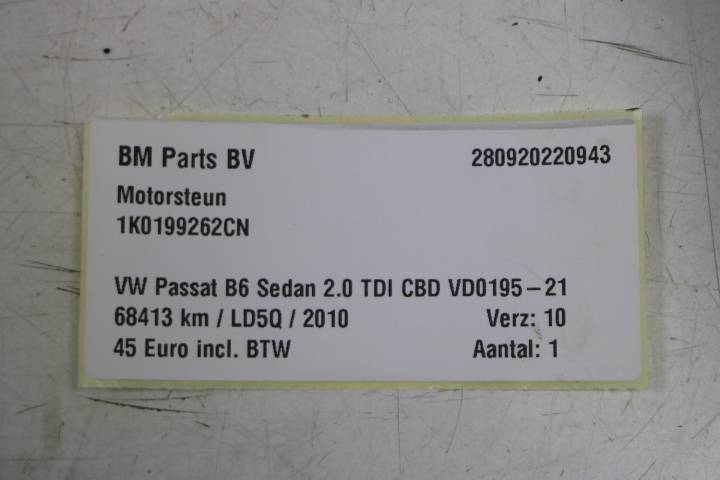 BM Parts BV 280920220943
Motorsteun
1K0199262CN
VW Passat B6 Sedan 2.0 TDI CBD VD0195-21
68413 km / LD5Q / 2010 Verz: 10
45 Euro incl. BTW Aantal: 1